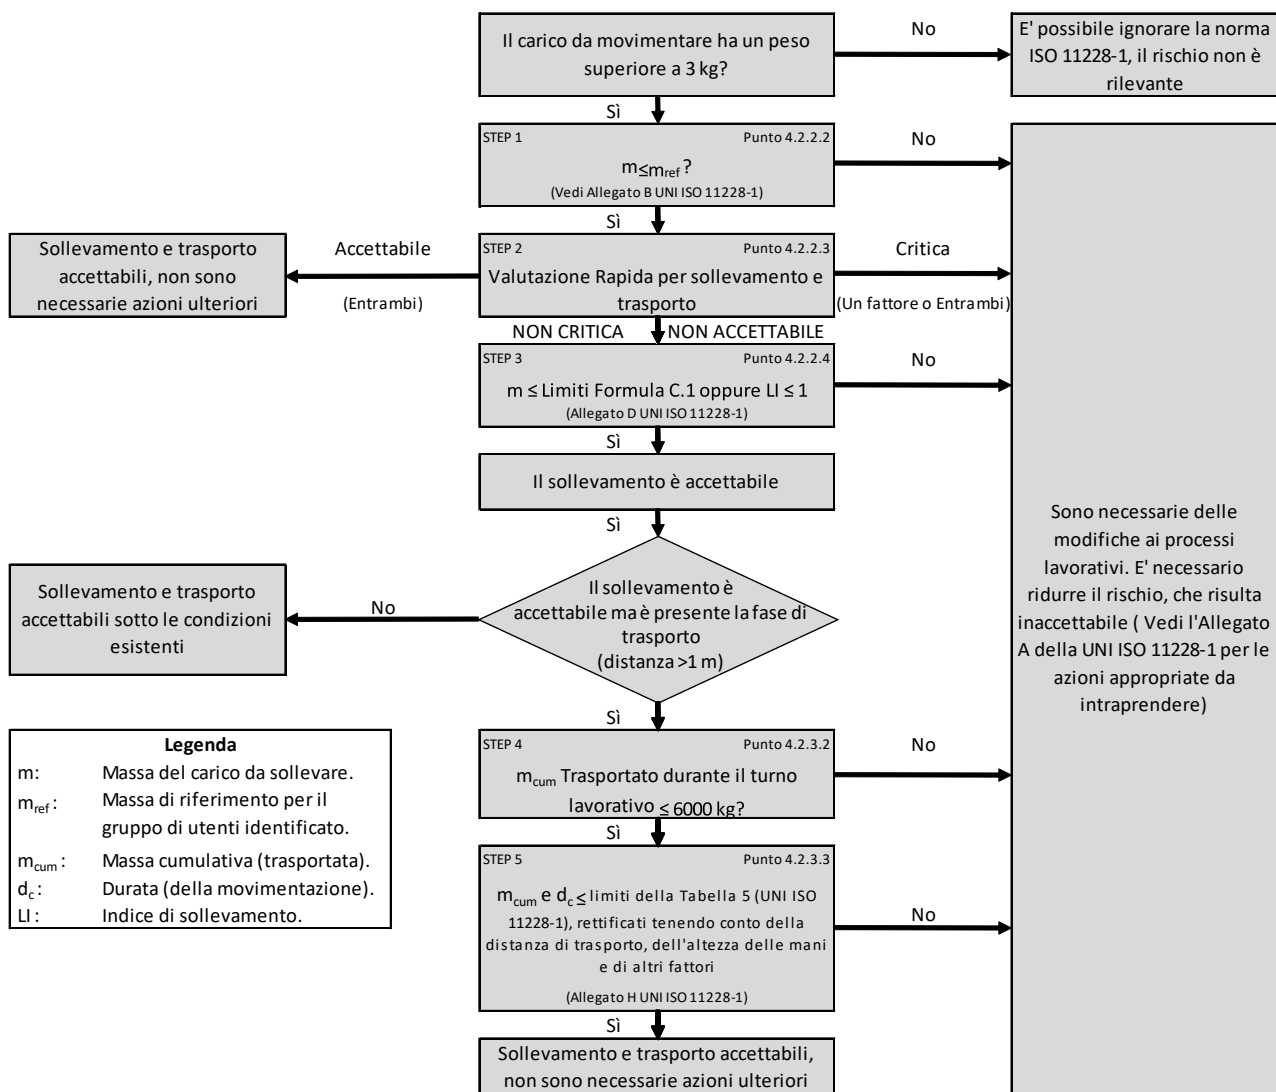 Il carico da movimentare ha un peso
superiore a 3 kg?
No
E' possibile ignorare la norma
ISO 11228-1, il rischio non è
rilevante
Sì
STEP 1
Punto 4.2.2.2
m≤mref ?
(Vedi Allegato B UNI ISO 11228-1)
No
Sì
STEP 2
Punto 4.2.2.3
Valutazione Rapida per sollevamento e
trasporto
Accettabile
(Entrambi)
Sollevamento e trasporto
accettabili, non sono
necessarie azioni ulteriori
Critica
(Un fattore o Entrambi)
NON CRITICA
NON ACCETTABILE
STEP 3
Punto 4.2.2.4
m ≤ Limiti Formula C.1 oppure LI ≤ 1
(Allegato D UNI ISO 11228-1)
No
Sì
Il sollevamento è accettabile
Sì
Il sollevamento è
accettabile ma è presente la fase di
trasporto
(distanza >1 m)
No
Sollevamento e trasporto
accettabili sotto le condizioni
esistenti
Sono necessarie delle
modifiche ai processi
lavorativi. E' necessario
ridurre il rischio, che risulta
inaccettabile ( Vedi l'Allegato
A della UNI ISO 11228-1 per le
azioni appropriate da
intraprendere)
Sì
STEP 4
Punto 4.2.3.2
mcum Trasportato durante il turno
lavorativo ≤ 6000 kg?
No
Sì
STEP 5
Punto 4.2.3.3
mcum e dc ≤ limiti della Tabella 5 (UNI ISO
11228-1), rettificati tenendo conto della
distanza di trasporto, dell'altezza delle mani
e di altri fattori
(Allegato H UNI ISO 11228-1)
No
Sì
Sollevamento e trasporto accettabili,
non sono necessarie azioni ulteriori
Legenda
m: Massa del carico da sollevare.
mref : Massa di riferimento per il
gruppo di utenti identificato.
mcum : Massa cumulativa (trasportata).
dc : Durata (della movimentazione).
LI : Indice di sollevamento.